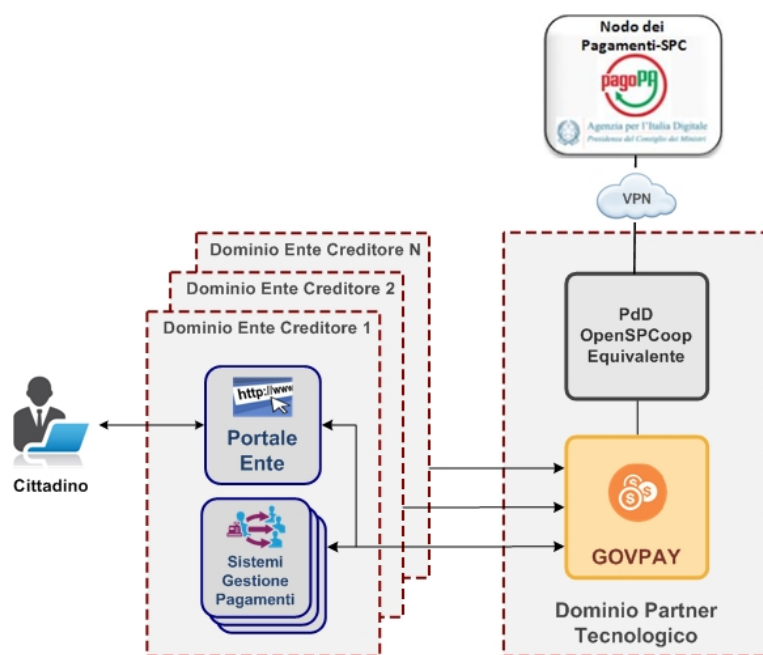 Nodo dei
Pagamenti-SPC
pagoPA
Agenzia per l'Italia Digitale
Presidenza del Consiglio dei Ministri
VPN
Dominio Ente Creditore N
Dominio Ente Creditore 2
Dominio Ente Creditore 1
PdD
OpenSPCoop
Equivalente
http://www
Portale
Ente
Cittadino
Sistemi
Gestione
Pagamenti
GOVPAY
Dominio Partner
Tecnologico